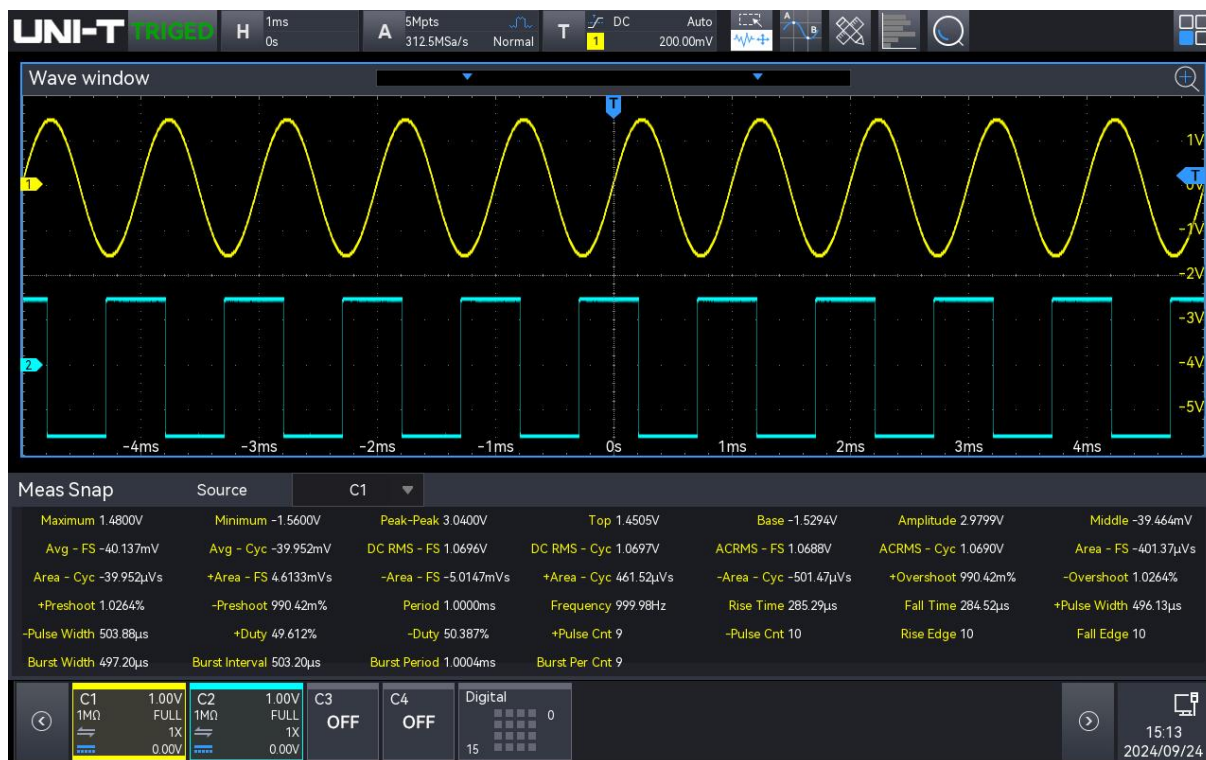 UNI-T TRIGED H 1ms 0s A 5Mpts 312.5MSa/s Normal T DC Auto 1 200.00mV A B
Wave window
T
1V
1 T
0V
-1V
-2V
-3V
2 -4V
-5V
-4ms -3ms -2ms -1ms 0s 1ms 2ms 3ms 4ms
Meas Snap Source C1
Maximum 1.4800V Minimum -1.5600V Peak-Peak 3.0400V Top 1.4505V Base -1.5294V Amplitude 2.9799V Middle -39.464mV
Avg - FS -40.137mV Avg - Cyc -39.952mV DC RMS - FS 1.0696V DC RMS - Cyc 1.0697V ACRMS - FS 1.0688V ACRMS - Cyc 1.0690V Area - FS -401.37μVs
Area - Cyc -39.952μVs +Area - FS 4.6133mVs -Area - FS -5.0147mVs +Area - Cyc 461.52μVs -Area - Cyc -501.47μVs +Overshoot 990.42m% -Overshoot 1.0264%
+Preshoot 1.0264% -Preshoot 990.42m% Period 1.0000ms Frequency 999.98Hz Rise Time 285.29μs Fall Time 284.52μs +Pulse Width 496.13μs
-Pulse Width 503.88μs +Duty 49.612% -Duty 50.387% +Pulse Cnt 9 -Pulse Cnt 10 Rise Edge 10 Fall Edge 10
Burst Width 497.20μs Burst Interval 503.20μs Burst Period 1.0004ms Burst Per Cnt 9
C1 1.00V C2 1.00V C3 C4 Digital
1MΩ FULL 1MΩ FULL OFF OFF 0
1X 1X
0.00V 0.00V 15
15:13
2024/09/24